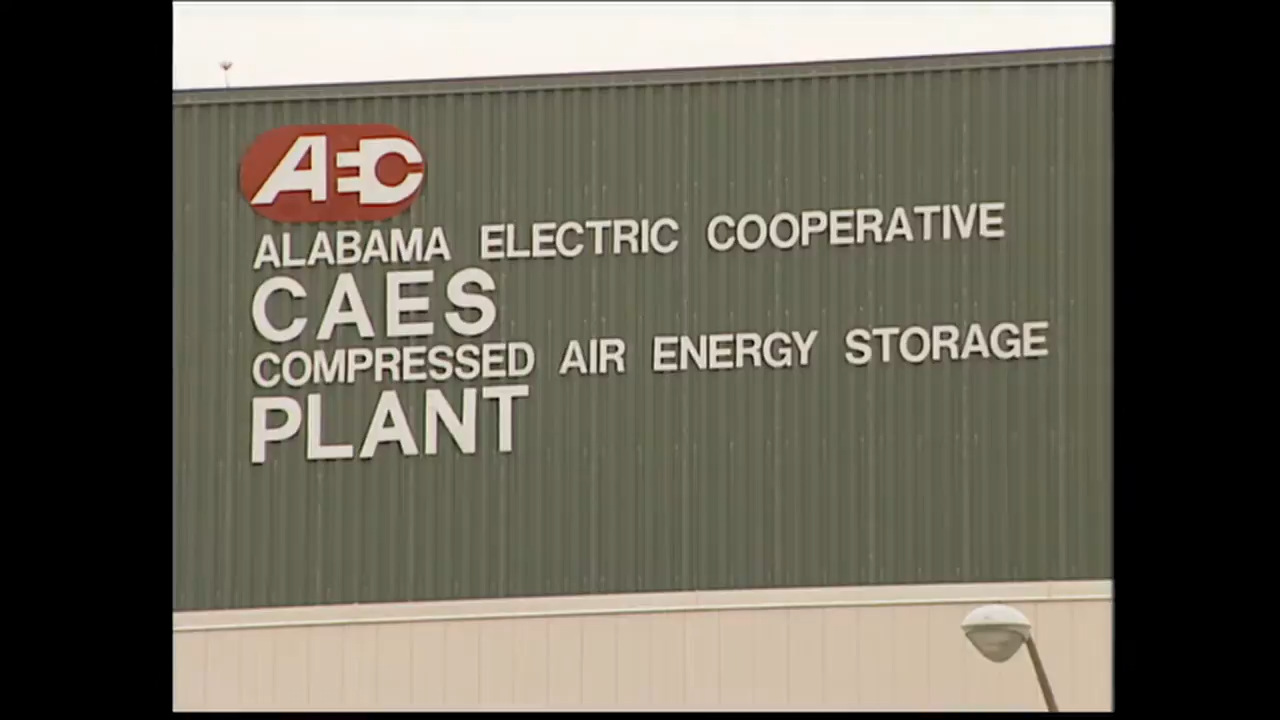 AEC
ALABAMA ELECTRIC COOPERATIVE
CAES
COMPRESSED AIR ENERGY STORAGE
PLANT